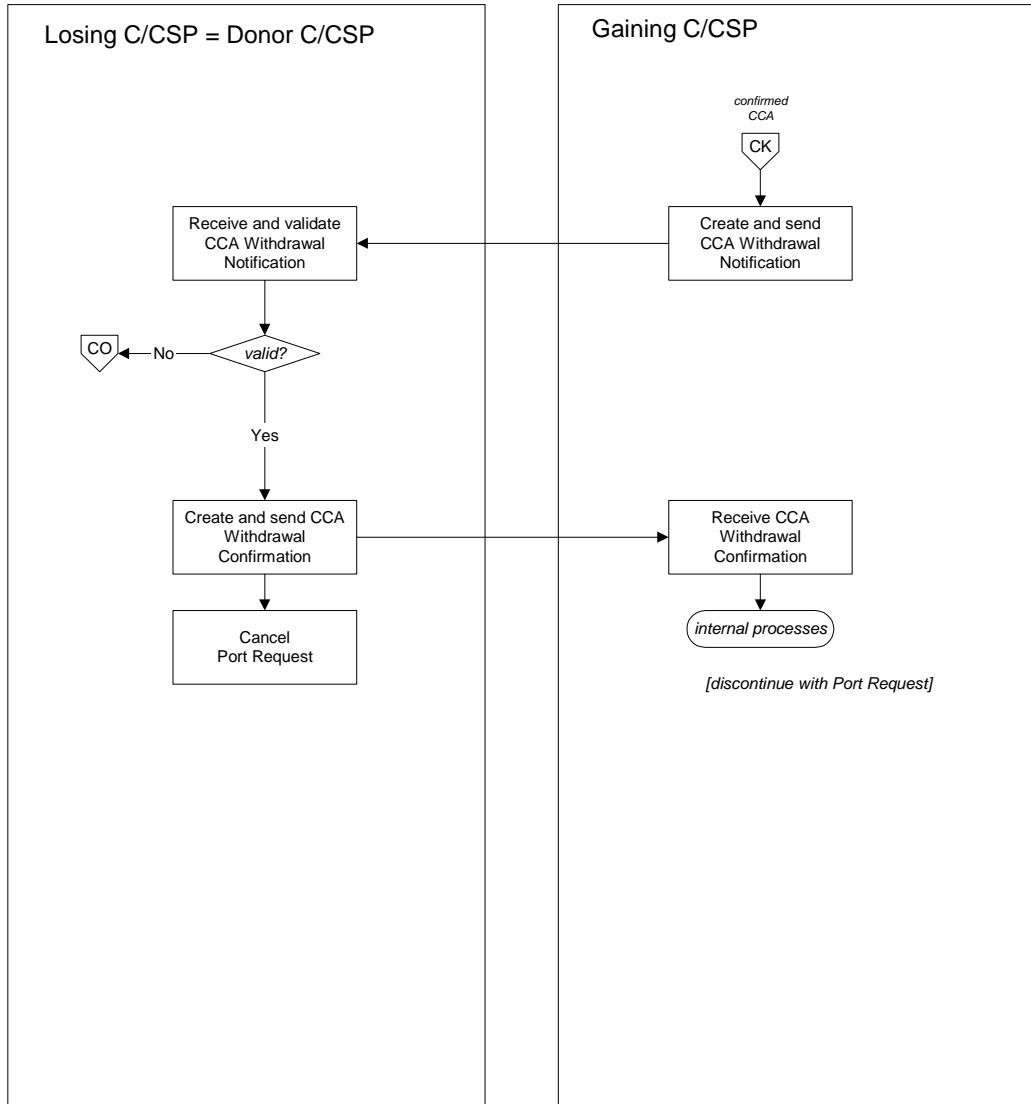 Losing C/CSP = Donor C/CSP
Gaining C/CSP
confirmed
CCA
CK
Create and send
CCA Withdrawal
Notification
Receive and validate
CCA Withdrawal
Notification
valid?
No
CO
Yes
Create and send CCA
Withdrawal
Confirmation
Receive CCA
Withdrawal
Confirmation
Cancel
Port Request
internal processes
[discontinue with Port Request]